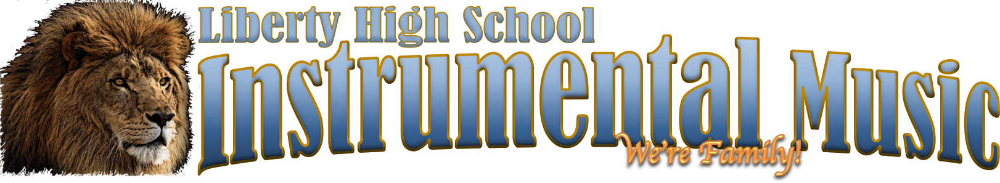 Liberty High School
Instrumental Music
We're Family!